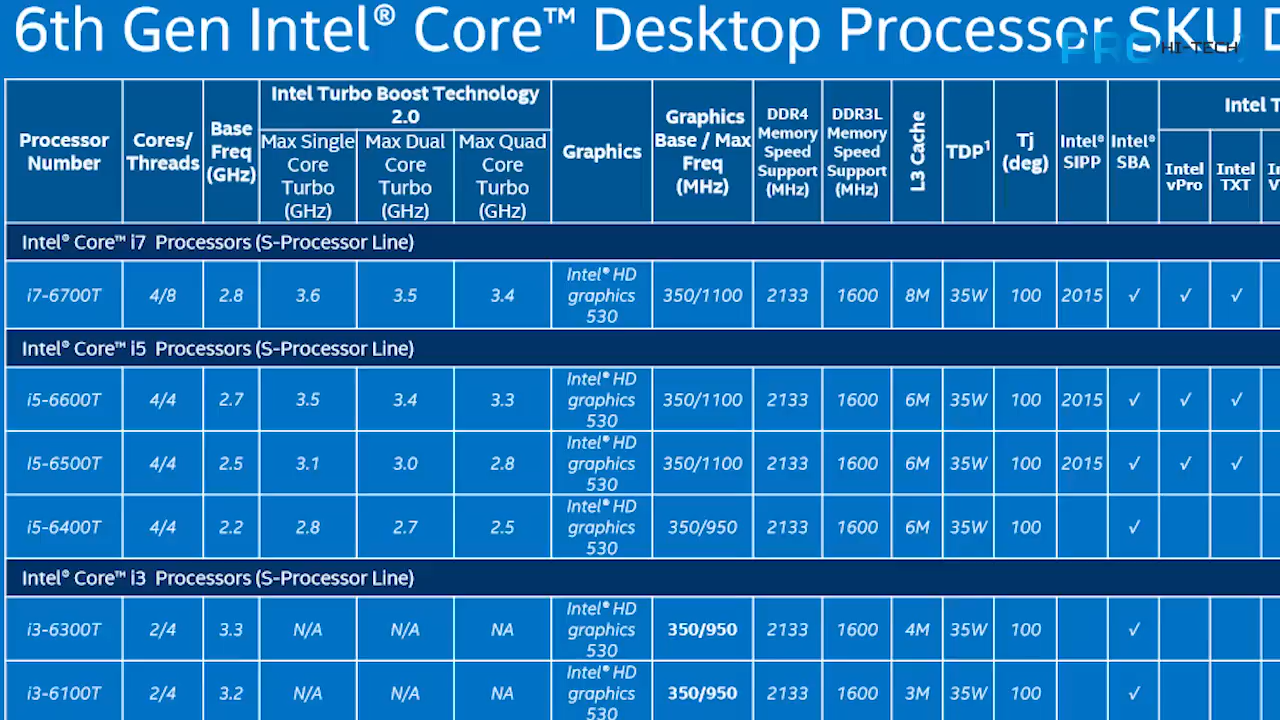 6th Gen Intel® Core™ Desktop Processor SKU D
PRO HI-TECH
Processor Number
Cores/ Threads
Base Freq (GHz)
Intel Turbo Boost Technology 2.0
Max Single Core Turbo (GHz)
Max Dual Core Turbo (GHz)
Max Quad Core Turbo (GHz)
Graphics
Graphics Base / Max Freq (MHz)
DDR4 Memory Speed Support (MHz)
DDR3L Memory Speed Support (MHz)
L3 Cache
TDP¹
Tj (deg)
Intel® SIPP
Intel® SBA
Intel T
Intel vPro
Intel TXT
Intel® Core™ i7 Processors (S-Processor Line)
i7-6700T 4/8 2.8 3.6 3.5 3.4 Intel® HD graphics 530 350/1100 2133 1600 8M 35W 100 2015 ✓ ✓ ✓
Intel® Core™ i5 Processors (S-Processor Line)
i5-6600T 4/4 2.7 3.5 3.4 3.3 Intel® HD graphics 530 350/1100 2133 1600 6M 35W 100 2015 ✓ ✓ ✓
I5-6500T 4/4 2.5 3.1 3.0 2.8 Intel® HD graphics 530 350/1100 2133 1600 6M 35W 100 2015 ✓ ✓ ✓
i5-6400T 4/4 2.2 2.8 2.7 2.5 Intel® HD graphics 530 350/950 2133 1600 6M 35W 100 ✓
Intel® Core™ i3 Processors (S-Processor Line)
i3-6300T 2/4 3.3 N/A N/A NA Intel® HD graphics 530 350/950 2133 1600 4M 35W 100 ✓
i3-6100T 2/4 3.2 N/A N/A NA Intel® HD graphics 530 350/950 2133 1600 3M 35W 100 ✓